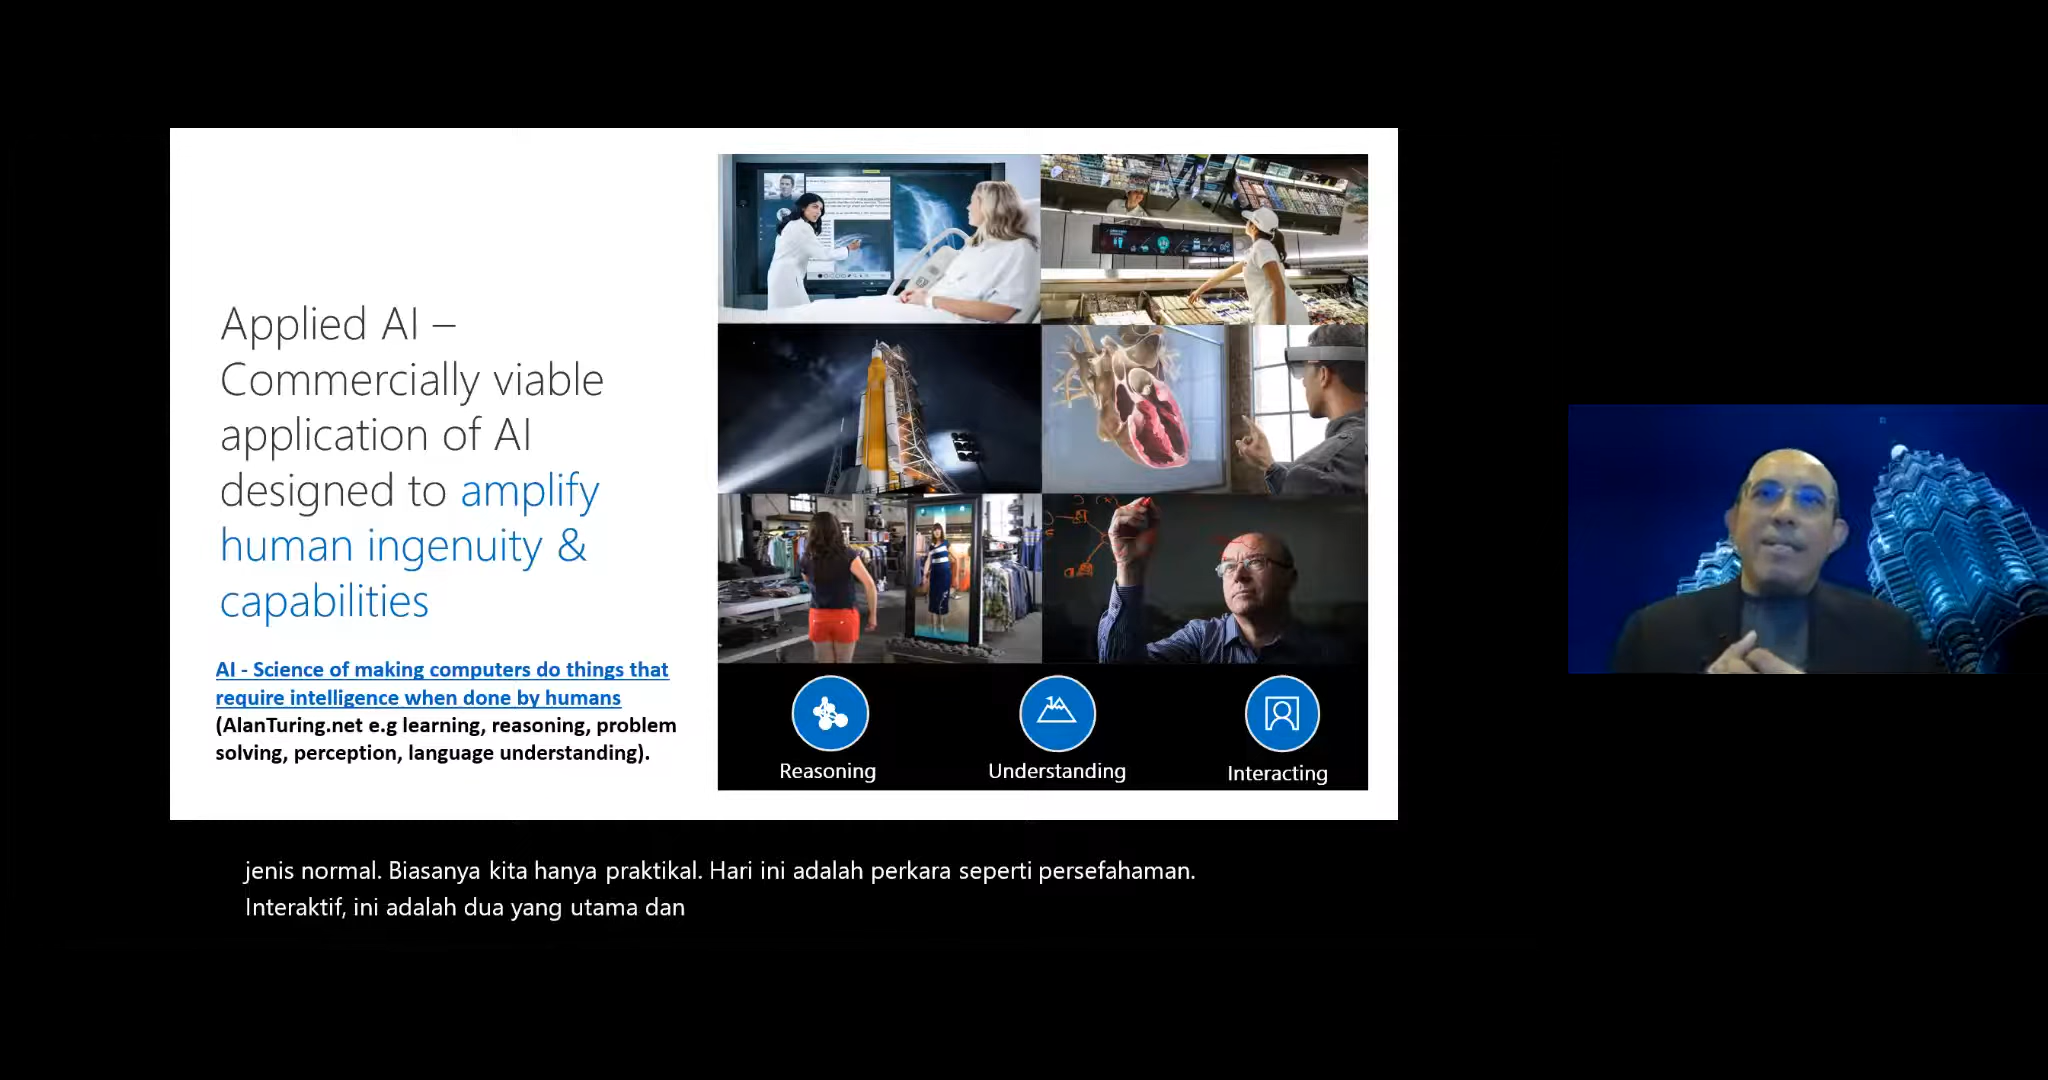 Applied AI –
Commercially viable
application of AI
designed to amplify
human ingenuity &
capabilities
AI - Science of making computers do things that
require intelligence when done by humans
(AlanTuring.net e.g learning, reasoning, problem
solving, perception, language understanding).
Reasoning
Understanding
Interacting
jenis normal. Biasanya kita hanya praktikal. Hari ini adalah perkara seperti persefahaman.
Interaktif, ini adalah dua yang utama dan